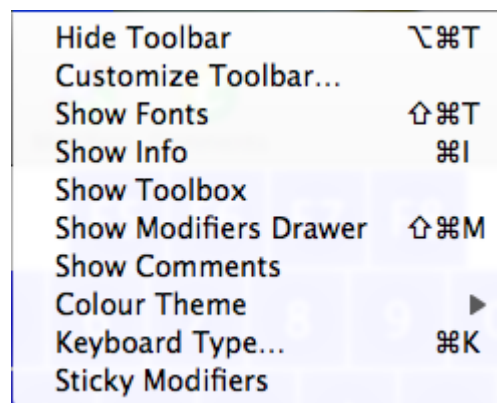 Hide Toolbar ⌥⌘T
Customize Toolbar...
Show Fonts ⇧⌘T
Show Info ⌘I
Show Toolbox
Show Modifiers Drawer ⇧⌘M
Show Comments
Colour Theme ▶
Keyboard Type... ⌘K
Sticky Modifiers